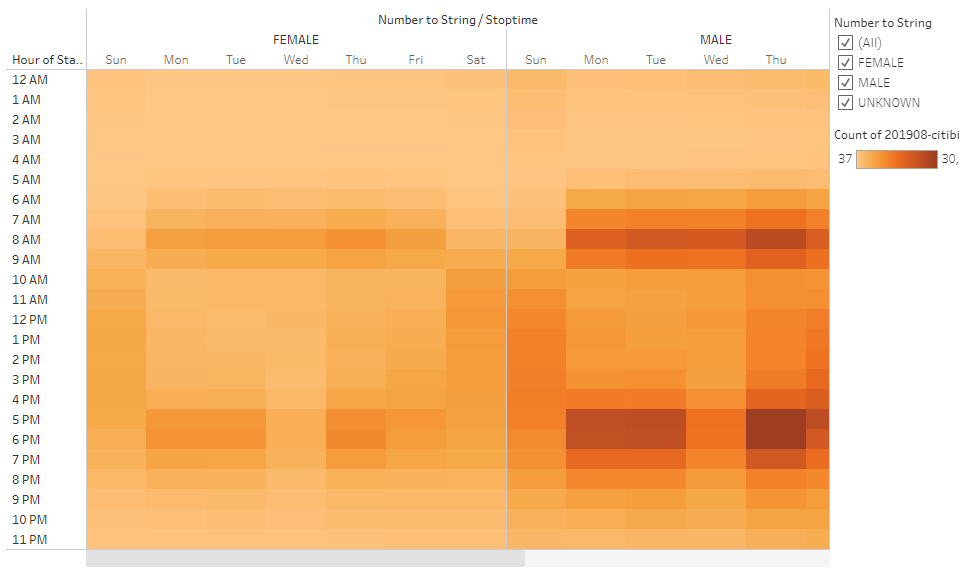 Number to String / Stoptime
FEMALE MALE
Hour of Sta.. Sun Mon Tue Wed Thu Fri Sat Sun Mon Tue Wed Thu
12 AM
1 AM
2 AM
3 AM
4 AM
5 AM
6 AM
7 AM
8 AM
9 AM
10 AM
11 AM
12 PM
1 PM
2 PM
3 PM
4 PM
5 PM
6 PM
7 PM
8 PM
9 PM
10 PM
11 PM
Number to String
(All)
FEMALE
MALE
UNKNOWN
Count of 201908-citibi
37 30,